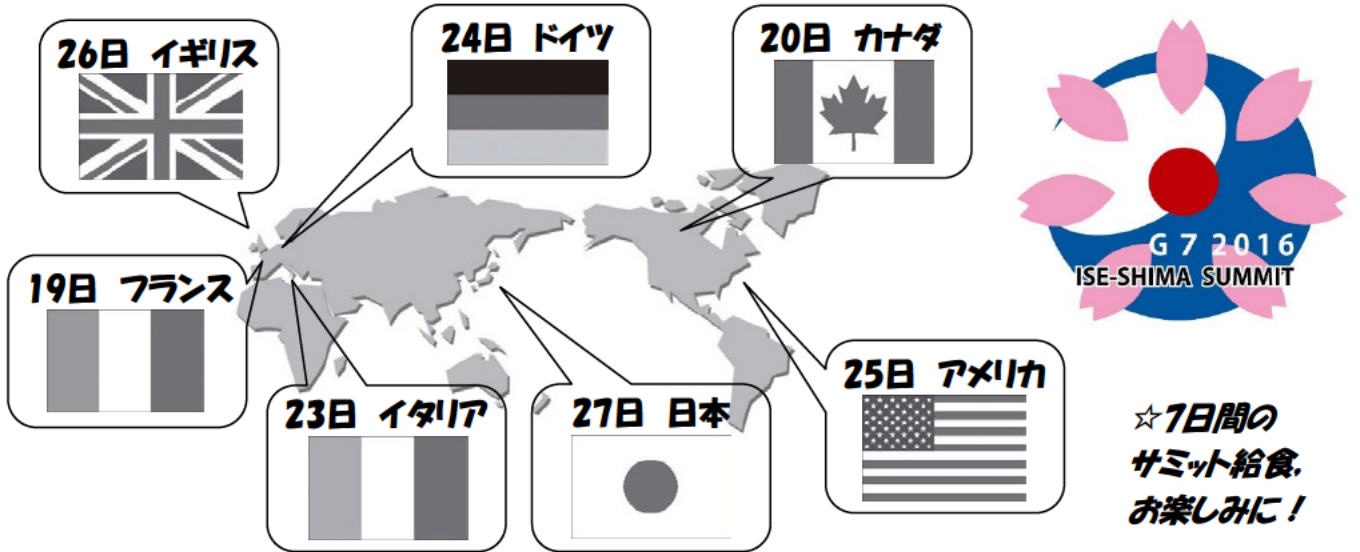 26日 イギリス
24日 ドイツ
20日 カナダ
G 7 2016
ISE-SHIMA SUMMIT
19日 フランス
23日 イタリア
27日 日本
25日 アメリカ
☆7日間の
サミット給食,
お楽しみに!